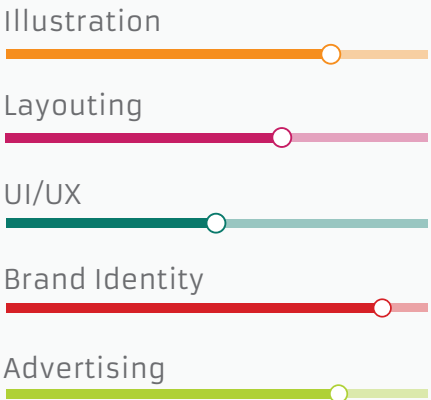 Illustration
Layouting
UI/UX
Brand Identity
Advertising